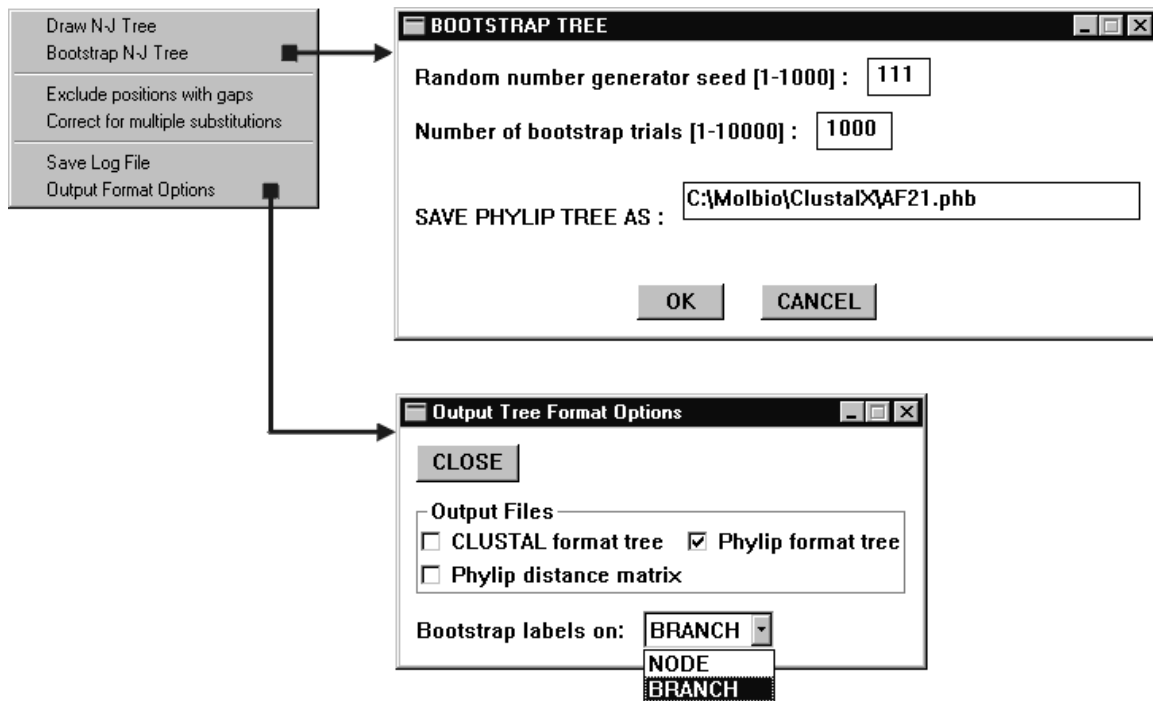 Draw N-J Tree
Bootstrap N-J Tree
Exclude positions with gaps
Correct for multiple substitutions
Save Log File
Output Format Options
BOOTSTRAP TREE
Random number generator seed [1-1000] : 111
Number of bootstrap trials [1-10000] : 1000
SAVE PHYLIP TREE AS : C:\Molbio\ClustalX\AF21.phb
OK CANCEL
Output Tree Format Options
CLOSE
Output Files
CLUSTAL format tree Phylip format tree
Phylip distance matrix
Bootstrap labels on: BRANCH
NODE
BRANCH